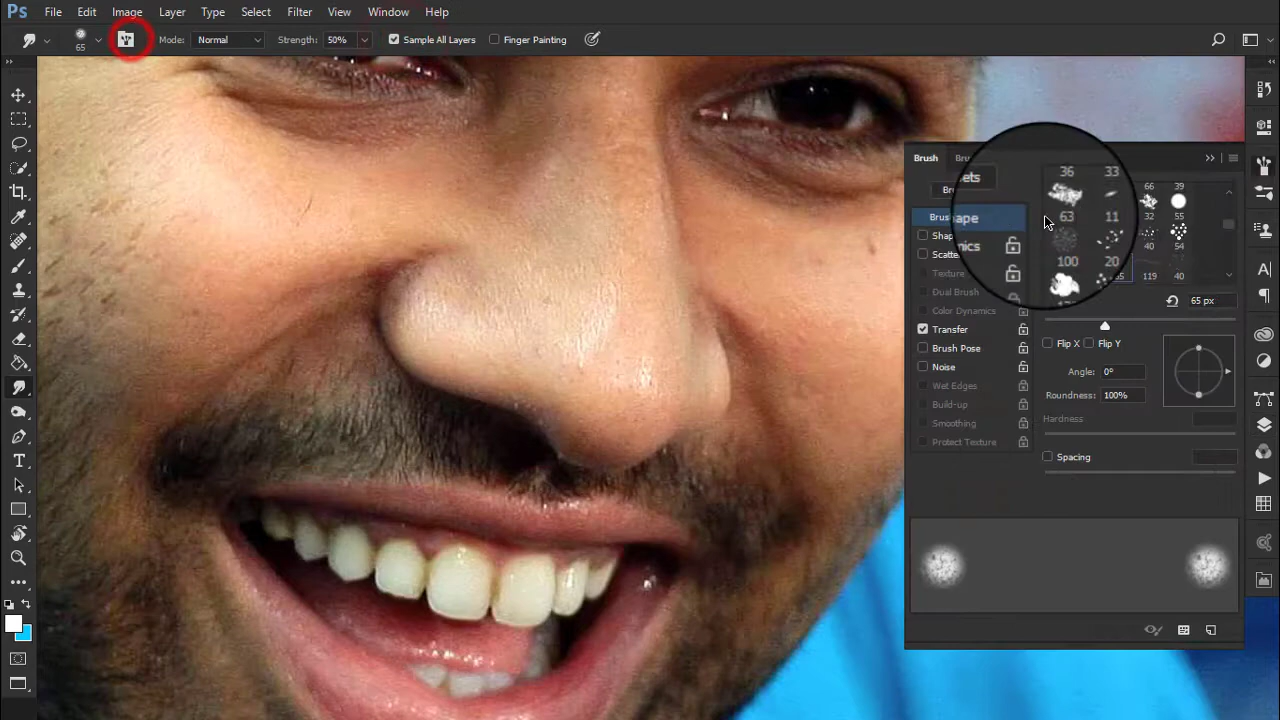 Ps File Edit Image Layer Type Select Filter View Window Help
65 Mode: Normal Strength: 50% Sample All Layers Finger Painting
Brush
36 33
66 39
63 11
32 55
100 20
40 54
119 40
65 px
Flip X Flip Y
Angle: 0°
Roundness: 100%
Hardness
Spacing
Texture
Dual Brush
Color Dynamics
Transfer
Brush Pose
Noise
Wet Edges
Build-up
Smoothing
Protect Texture